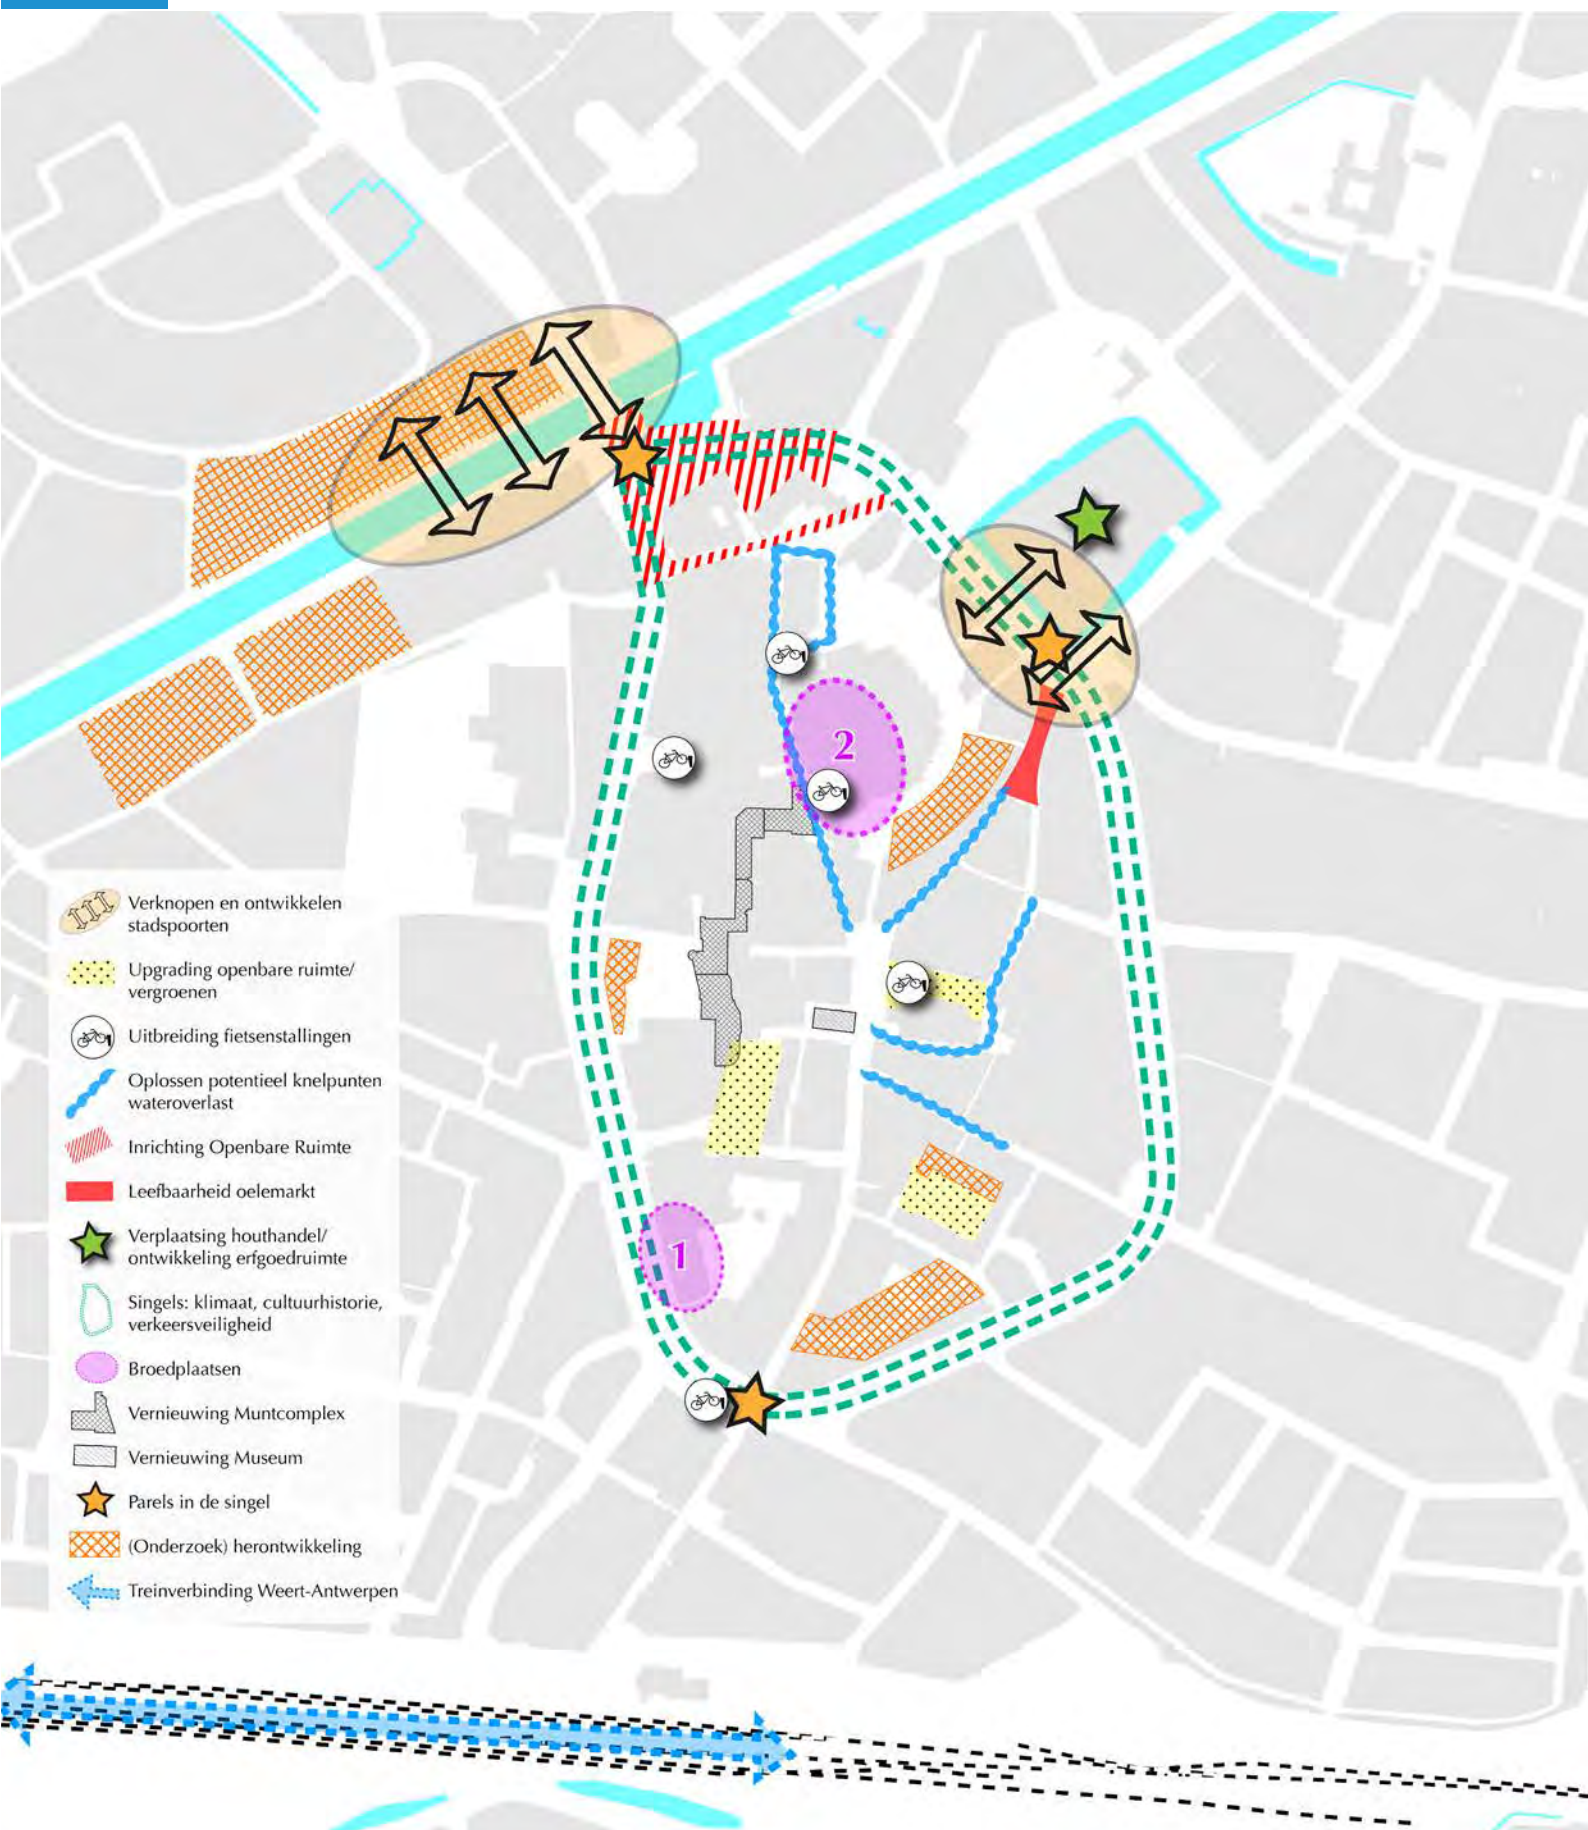 2
1
Verknopen en ontwikkelen
stadspoorten
Upgrading openbare ruimte/
vergroenen
Uitbreiding fietsenstallingen
Oplossen potentieel knelpunten
wateroverlast
Inrichting Openbare Ruimte
Leefbaarheid oelemarkt
Verplaatsing houthandel/
ontwikkeling erfgoedruimte
Singels: klimaat, cultuurhistorie,
verkeersveiligheid
Broedplaatsen
Vernieuwing Muntcomplex
Vernieuwing Museum
Parels in de singel
(Onderzoek) herontwikkeling
Treinverbinding Weert-Antwerpen